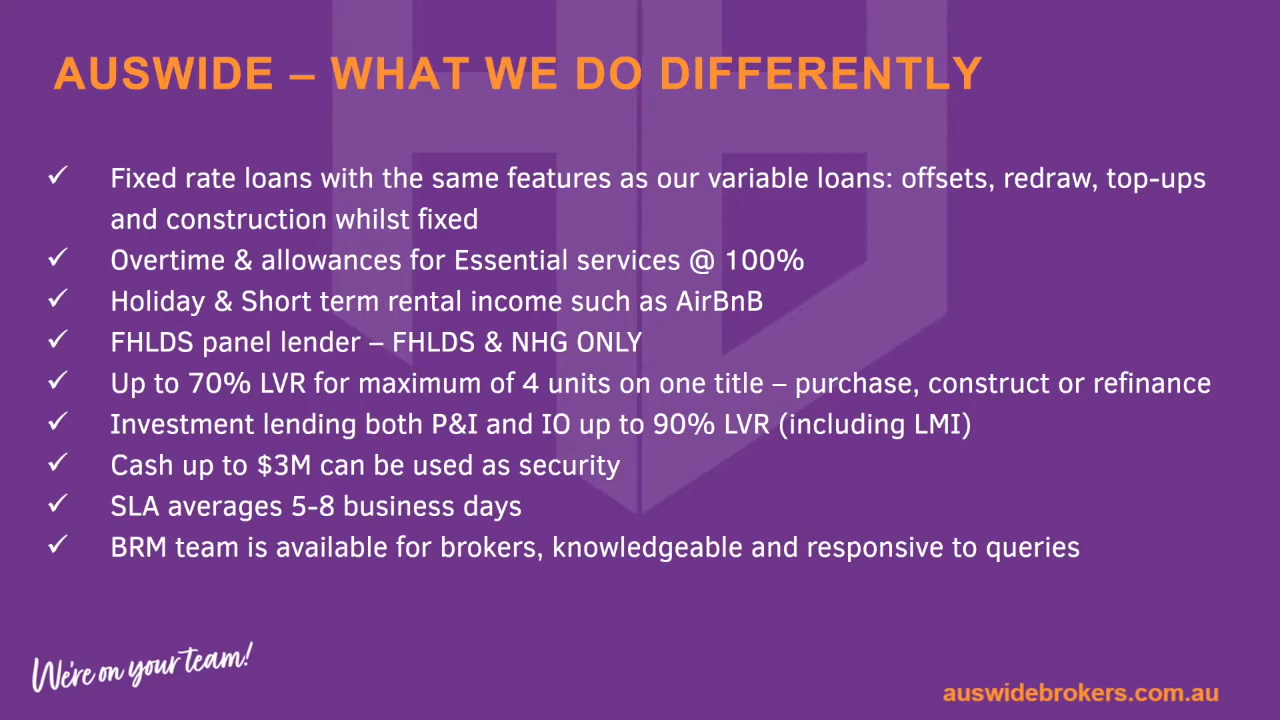 AUSWIDE – WHAT WE DO DIFFERENTLY
✓ Fixed rate loans with the same features as our variable loans: offsets, redraw, top-ups
and construction whilst fixed
✓ Overtime & allowances for Essential services @ 100%
✓ Holiday & Short term rental income such as AirBnB
✓ FHLDS panel lender – FHLDS & NHG ONLY
✓ Up to 70% LVR for maximum of 4 units on one title – purchase, construct or refinance
✓ Investment lending both P&I and IO up to 90% LVR (including LMI)
✓ Cash up to $3M can be used as security
✓ SLA averages 5-8 business days
✓ BRM team is available for brokers, knowledgeable and responsive to queries
We're on your team!
auswidebrokers.com.au